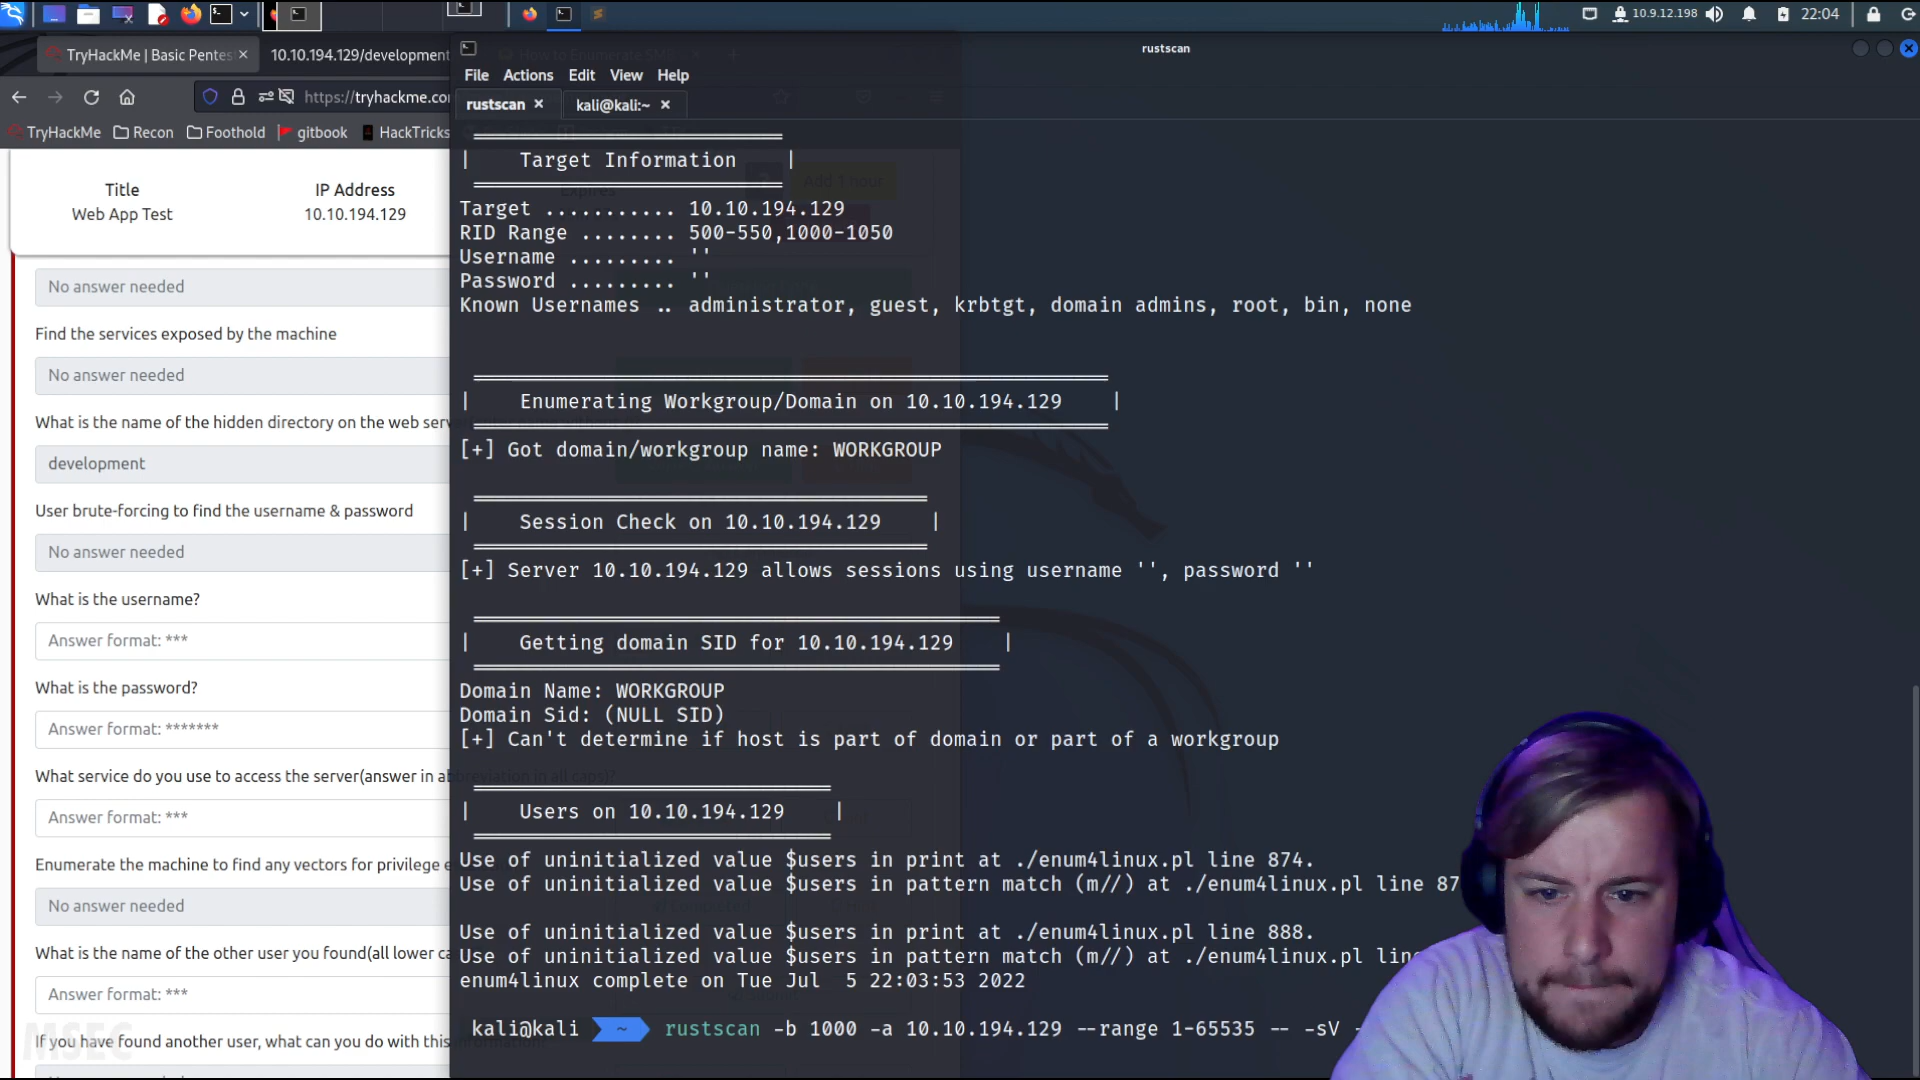 10.9.12.198
22:04
TryHackMe | Basic Pentes
10.10.194.129/development
rustscan
File Actions Edit View Help
rustscan
kali@kali:~
https://tryhackme.co
TryHackMe
Recon
Foothold
gitbook
HackTricks
Title
IP Address
Web App Test
10.10.194.129
No answer needed
Find the services exposed by the machine
No answer needed
What is the name of the hidden directory on the web serv
development
User brute-forcing to find the username & password
No answer needed
What is the username?
Answer format: ***
What is the password?
Answer format: *******
What service do you use to access the server(answer in abbreviation in all caps)?
Answer format: ***
Enumerate the machine to find any vectors for privilege e
No answer needed
What is the name of the other user you found(all lower ca
Answer format: ***
MSEC
If you have found another user, what can you do with this information?
| Target Information |
Target ........... 10.10.194.129
RID Range ........ 500-550,1000-1050
Username ......... ''
Password ......... ''
Known Usernames .. administrator, guest, krbtgt, domain admins, root, bin, none
| Enumerating Workgroup/Domain on 10.10.194.129 |
[+] Got domain/workgroup name: WORKGROUP
| Session Check on 10.10.194.129 |
[+] Server 10.10.194.129 allows sessions using username '', password ''
| Getting domain SID for 10.10.194.129 |
Domain Name: WORKGROUP
Domain Sid: (NULL SID)
[+] Can't determine if host is part of domain or part of a workgroup
| Users on 10.10.194.129 |
Use of uninitialized value $users in print at ./enum4linux.pl line 874.
Use of uninitialized value $users in pattern match (m//) at ./enum4linux.pl line 87
Use of uninitialized value $users in print at ./enum4linux.pl line 888.
Use of uninitialized value $users in pattern match (m//) at ./enum4linux.pl lin
enum4linux complete on Tue Jul 5 22:03:53 2022
kali@kali ~ rustscan -b 1000 -a 10.10.194.129 --range 1-65535 -- -sV -